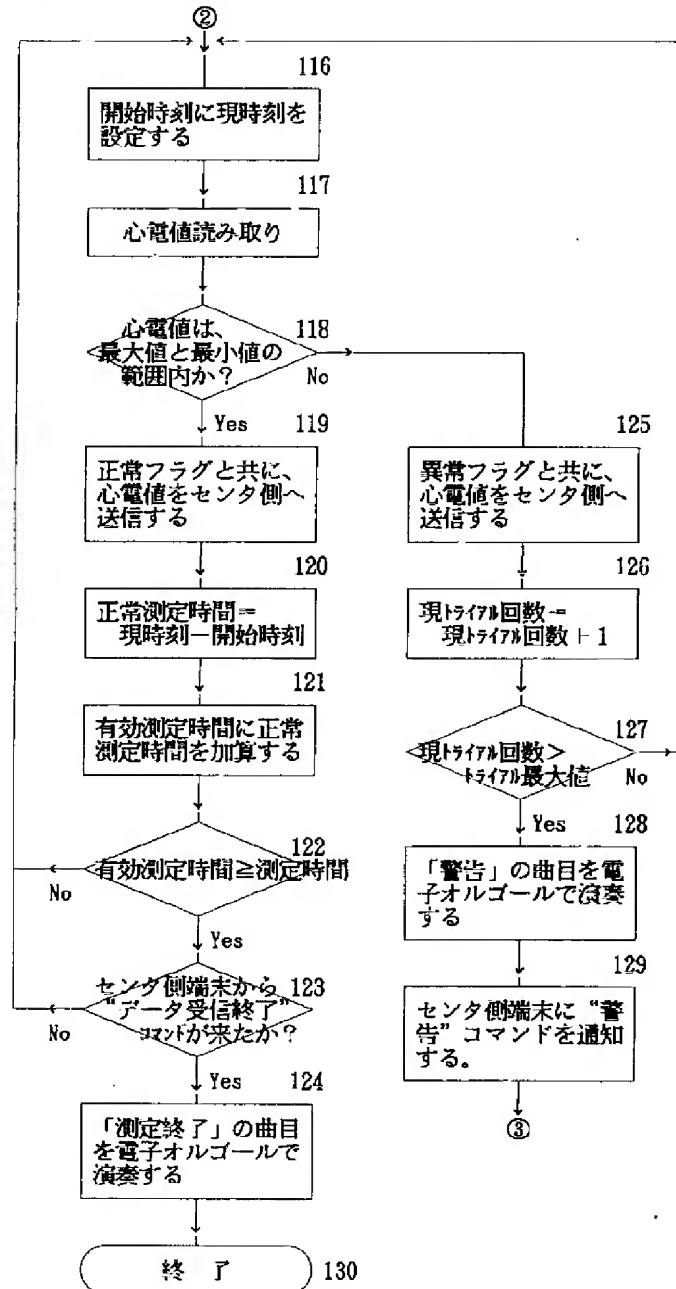 ②
116
開始時刻に現時刻を
設定する
117
心電値読み取り
心電値は、
118
最大値と最小値の
範囲内か？
No
Yes
119
正常フラグと共に、
心電値をセンタ側へ
送信する
120
正常測定時間＝
現時刻－開始時刻
121
有効測定時間に正常
測定時間を加算する
122
有効測定時間≧測定時間
No
Yes
センタ側端末から
123
“データ受信終了”
コマンドが来たか？
No
Yes
124
「測定終了」の曲目
を電子オルゴールで
演奏する
終 了
130
125
異常フラグと共に、
心電値をセンタ側へ
送信する
126
現トライアル回数＝
現トライアル回数＋1
127
現トライアル回数＞
トライアル最大値
No
Yes
128
「警告」の曲目を電
子オルゴールで演奏
する
129
センタ側端末に“警
告”コマンドを通知
する。
③